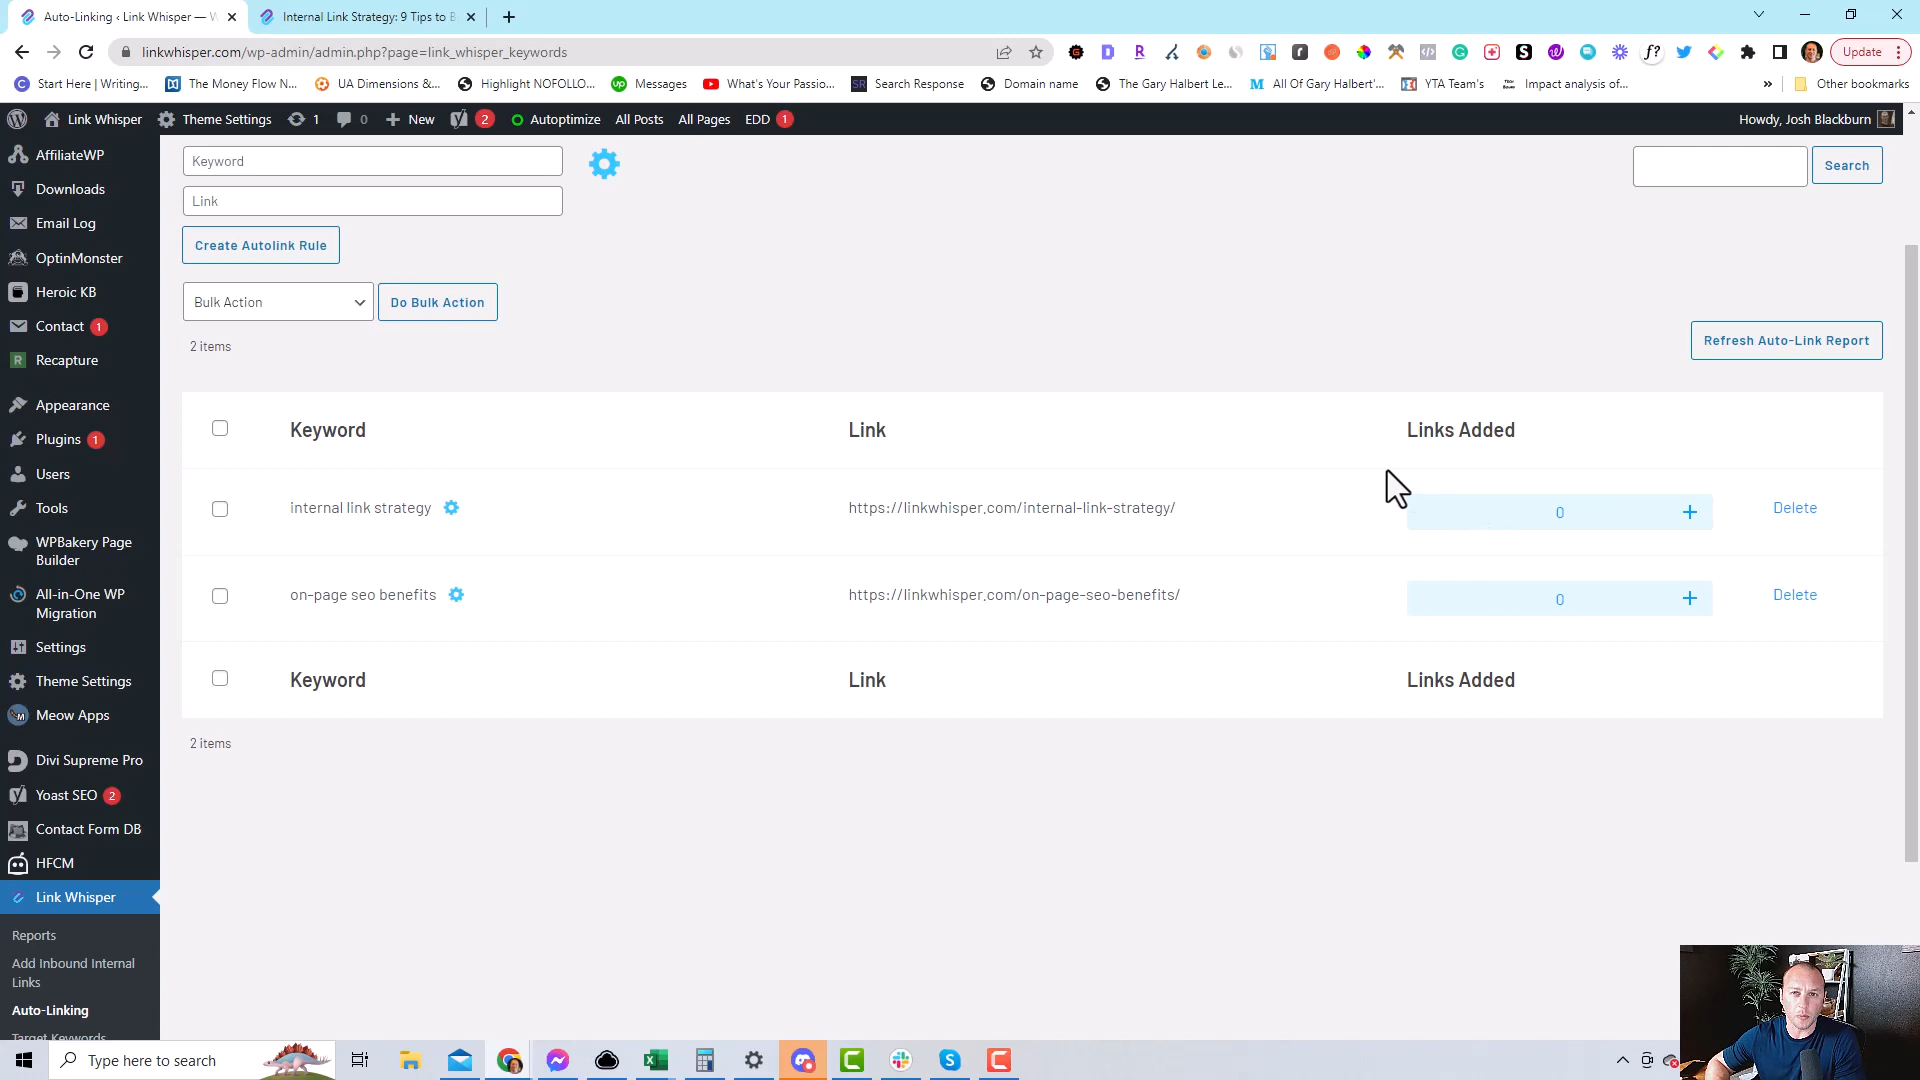 Auto-Linking ‹ Link Whisper — W
Internal Link Strategy: 9 Tips to B
linkwhisper.com/wp-admin/admin.php?page=link_whisper_keywords
Update
Start Here | Writing...
The Money Flow N...
UA Dimensions &...
Highlight NOFOLLO...
Messages
What's Your Passio...
Search Response
Domain name
The Gary Halbert Le...
All Of Gary Halbert'...
YTA Team's
Impact analysis of...
»
Other bookmarks
Link Whisper
Theme Settings
1
0
New
2
Autoptimize
All Posts
All Pages
EDD 1
Howdy, Josh Blackburn
AffiliateWP
Downloads
Email Log
OptinMonster
Heroic KB
Contact 1
Recapture
Appearance
Plugins 1
Users
Tools
WPBakery Page
Builder
All-in-One WP
Migration
Settings
Theme Settings
Meow Apps
Divi Supreme Pro
Yoast SEO 2
Contact Form DB
HFCM
Link Whisper
Reports
Add Inbound Internal
Links
Auto-Linking
Target Keywords
Keyword
Link
Create Autolink Rule
Search
Bulk Action
Do Bulk Action
2 items
Refresh Auto-Link Report
Keyword Link Links Added
internal link strategy https://linkwhisper.com/internal-link-strategy/ 0 + Delete
on-page seo benefits https://linkwhisper.com/on-page-seo-benefits/ 0 + Delete
Keyword Link Links Added
2 items
Type here to search